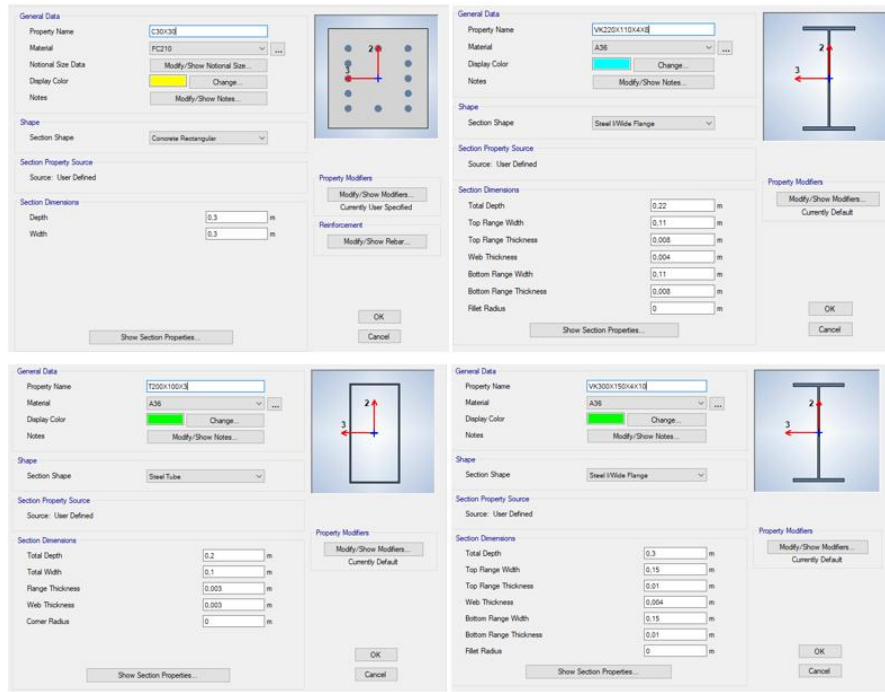 General Data
Property Name C30X30
Material FC210 ...
Notional Size Data Modify/Show Notional Size...
Display Color Change...
Notes Modify/Show Notes...
2
3
Shape
Section Shape Concrete Rectangular
Section Property Source
Source: User Defined
Section Dimensions
Depth 0,3 m
Width 0,3 m
Property Modifiers
Modify/Show Modifiers...
Currently User Specified
Reinforcement
Modify/Show Rebar...
OK
Cancel
Show Section Properties...
General Data
Property Name VK220X110X4X8
Material A36 ...
Display Color Change...
Notes Modify/Show Notes...
2
3
Shape
Section Shape Steel I/Wide Flange
Section Property Source
Source: User Defined
Section Dimensions
Total Depth 0,22 m
Top Flange Width 0,11 m
Top Flange Thickness 0,008 m
Web Thickness 0,004 m
Bottom Flange Width 0,11 m
Bottom Flange Thickness 0,008 m
Fillet Radius 0 m
Property Modifiers
Modify/Show Modifiers...
Currently Default
OK
Cancel
Show Section Properties...
General Data
Property Name T200X100X3
Material A36 ...
Display Color Change...
Notes Modify/Show Notes...
2
3
Shape
Section Shape Steel Tube
Section Property Source
Source: User Defined
Section Dimensions
Total Depth 0,2 m
Total Width 0,1 m
Flange Thickness 0,003 m
Web Thickness 0,003 m
Corner Radius 0 m
Property Modifiers
Modify/Show Modifiers...
Currently Default
OK
Cancel
Show Section Properties...
General Data
Property Name VK300X150X4X10
Material A36 ...
Display Color Change...
Notes Modify/Show Notes...
2
3
Shape
Section Shape Steel I/Wide Flange
Section Property Source
Source: User Defined
Section Dimensions
Total Depth 0,3 m
Top Flange Width 0,15 m
Top Flange Thickness 0,01 m
Web Thickness 0,004 m
Bottom Flange Width 0,15 m
Bottom Flange Thickness 0,01 m
Fillet Radius 0 m
Property Modifiers
Modify/Show Modifiers...
Currently Default
OK
Cancel
Show Section Properties...